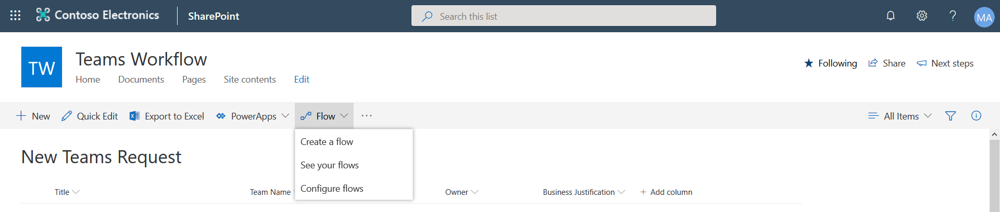 Contoso Electronics SharePoint Search this list MA
TW
Teams Workflow
Home Documents Pages Site contents Edit
Following Share Next steps
New Quick Edit Export to Excel PowerApps Flow ... All Items
Create a flow
See your flows
Configure flows
New Teams Request
Title Team Name Owner Business Justification + Add column